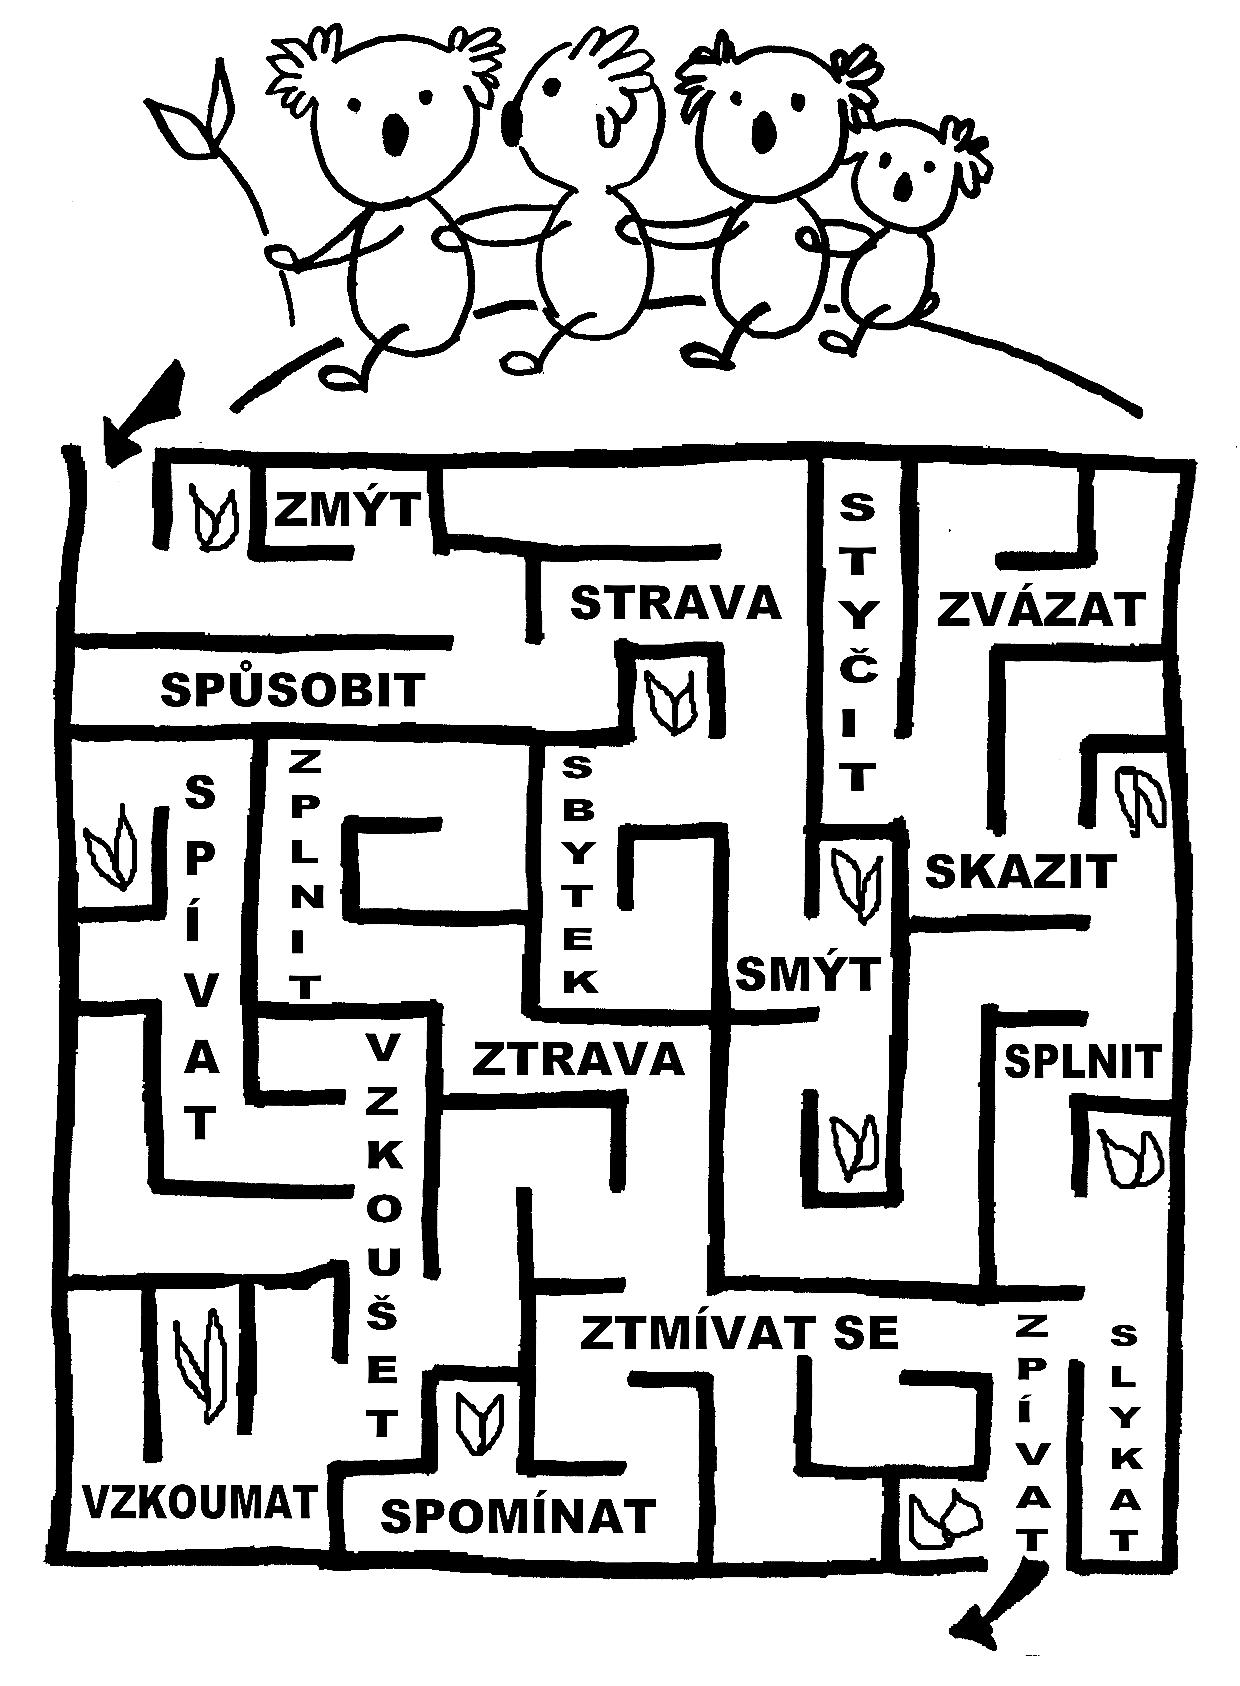 ZMÝT
STYČIT
STRAVA
ZVÁZAT
SPŮSOBIT
ZPLNIT
SBYTEK
SPÍVAT
SKAZIT
SMÝT
VZKOUŠET
ZTRAVA
SPLNIT
ZTMÍVAT SE
ZPÍVAT
SLYKAT
VZKOUMAT
SPOMÍNAT